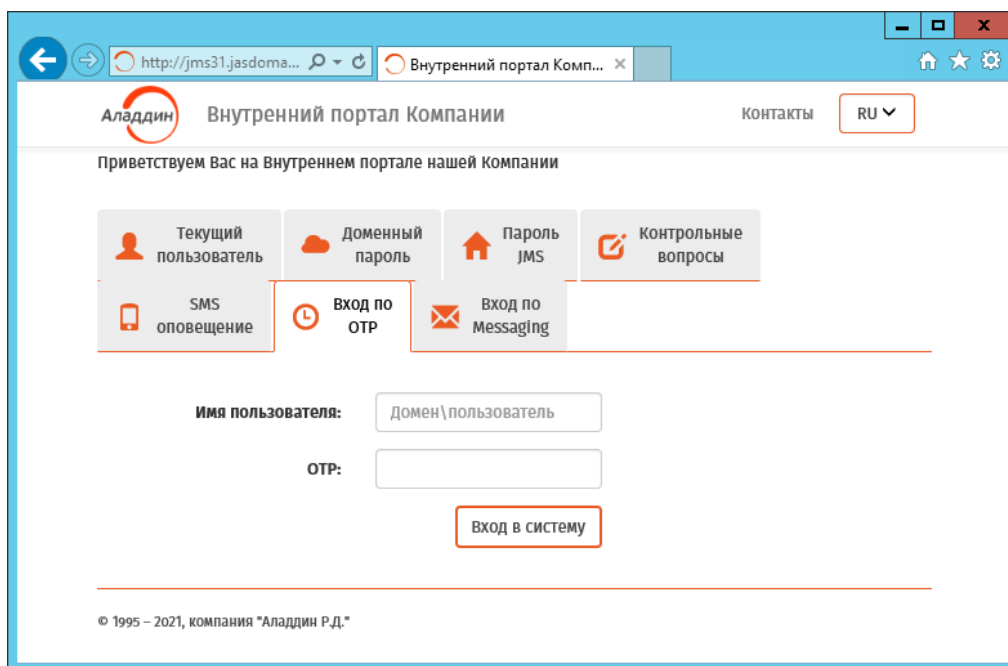 http://jms31.jasdoma...
Внутренний портал Комп...
Аладдин
Внутренний портал Компании
Контакты
RU
Приветствуем Вас на Внутреннем портале нашей Компании
Текущий
пользователь
Доменный
пароль
Пароль
JMS
Контрольные
вопросы
SMS
оповещение
Вход по
OTP
Вход по
Messaging
Имя пользователя:
Домен\пользователь
OTP:
Вход в систему
© 1995 – 2021, компания "Аладдин Р.Д."